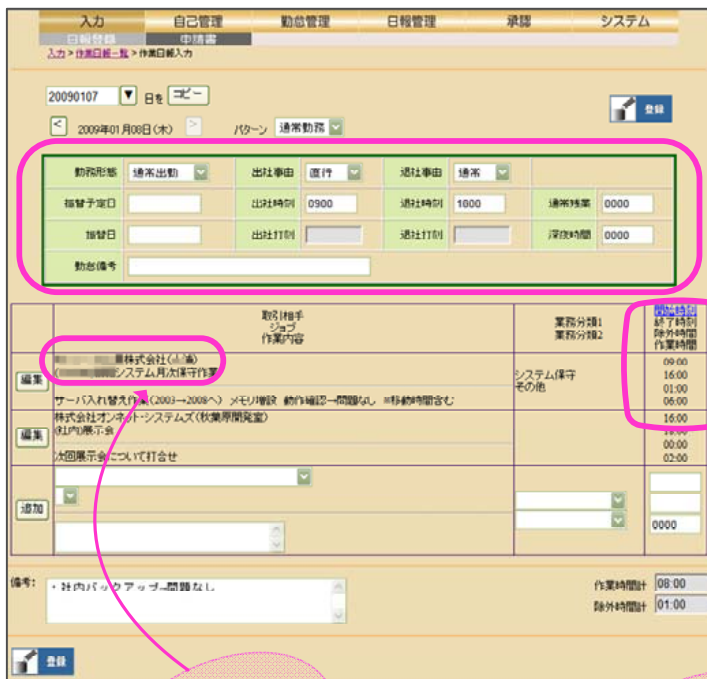 入力 自己管理 勤怠管理 日報管理 承認 システム
日報登録 申請書
入力 > 作業日報一覧 > 作業日報入力
20090107 ▼ 日を コピー
登録
< 2009年01月08日(木) > パターン 通常勤務
勤務形態 通常出勤 出社事由 直行 退社事由 通常
振替予定日 出社時刻 0900 退社時刻 1800 通常残業 0000
振替日 出社打刻 退社打刻 深夜時間 0000
勤怠備考
取引相手
ジョブ
作業内容
業務分類1
業務分類2
開始時刻
終了時刻
除外時間
作業時間
編集
株式会社
システム月次保守作業
サーバ入れ替え作業(2003→2008へ) メモリ増設 動作確認→問題なし ※移動時間含む
システム保守
その他
09:00
16:00
01:00
06:00
編集
株式会社オンネット・システムズ(秋葉原開発室)
(社内)展示会
次回展示会について打合せ
16:00
18:00
00:00
02:00
追加
0000
備考: ・社内バックアップ→問題なし
作業時間計 08:00
除外時間計 01:00
登録